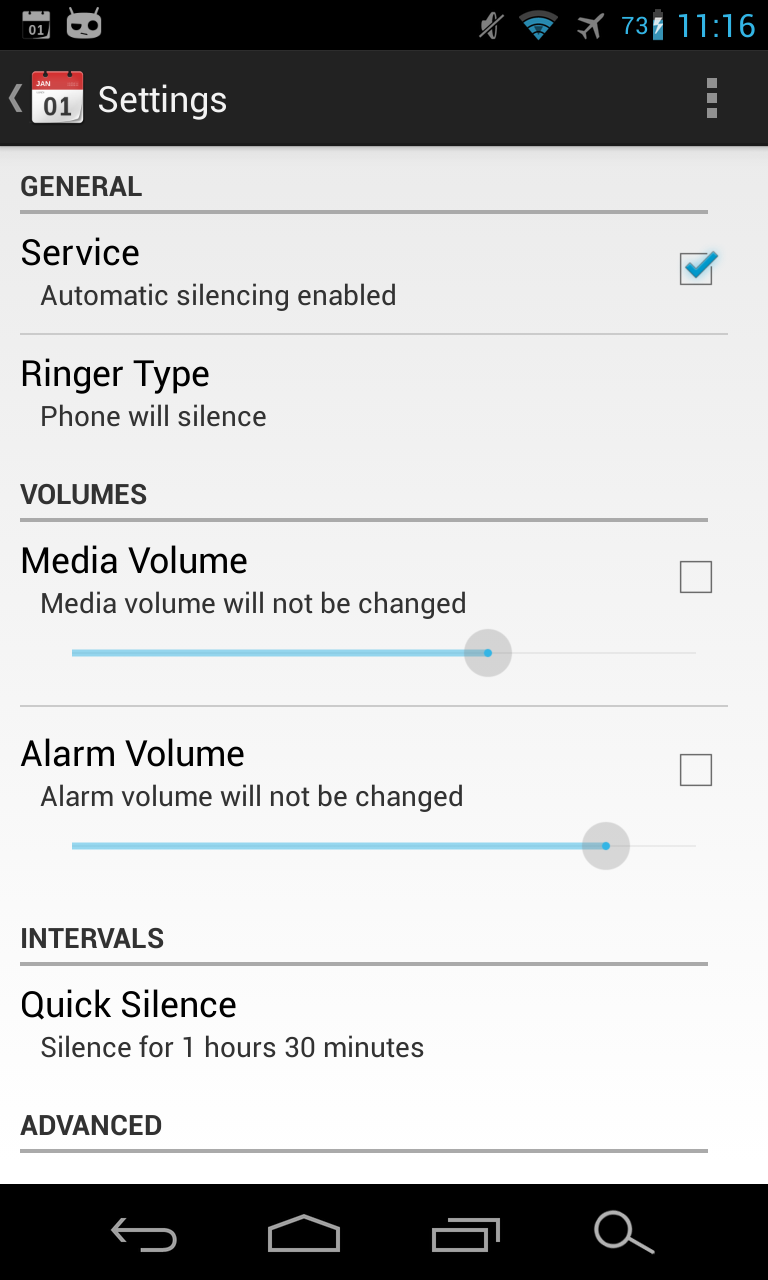 01 73 11:16
JAN
01 Settings
GENERAL
Service
Automatic silencing enabled
Ringer Type
Phone will silence
VOLUMES
Media Volume
Media volume will not be changed
Alarm Volume
Alarm volume will not be changed
INTERVALS
Quick Silence
Silence for 1 hours 30 minutes
ADVANCED